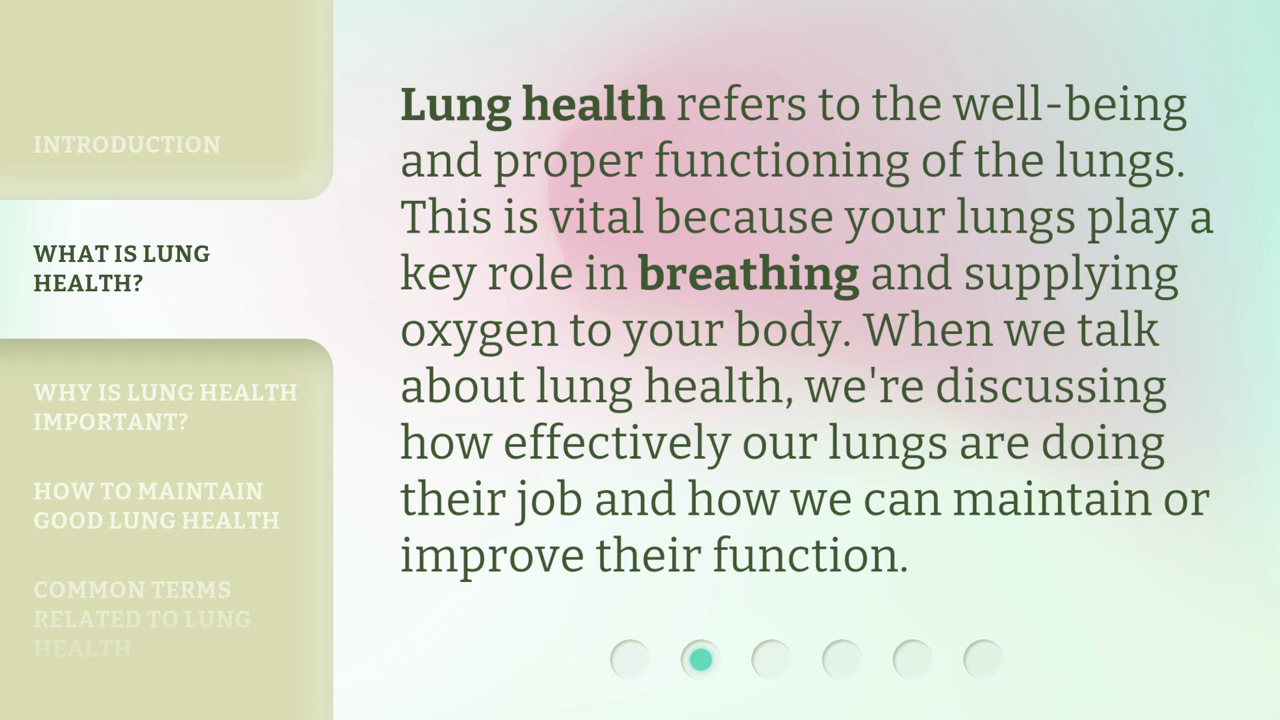 INTRODUCTION
WHAT IS LUNG
HEALTH?
WHY IS LUNG HEALTH
IMPORTANT?
HOW TO MAINTAIN
GOOD LUNG HEALTH
COMMON TERMS
RELATED TO LUNG
HEALTH
Lung health refers to the well-being
and proper functioning of the lungs.
This is vital because your lungs play a
key role in breathing and supplying
oxygen to your body. When we talk
about lung health, we're discussing
how effectively our lungs are doing
their job and how we can maintain or
improve their function.